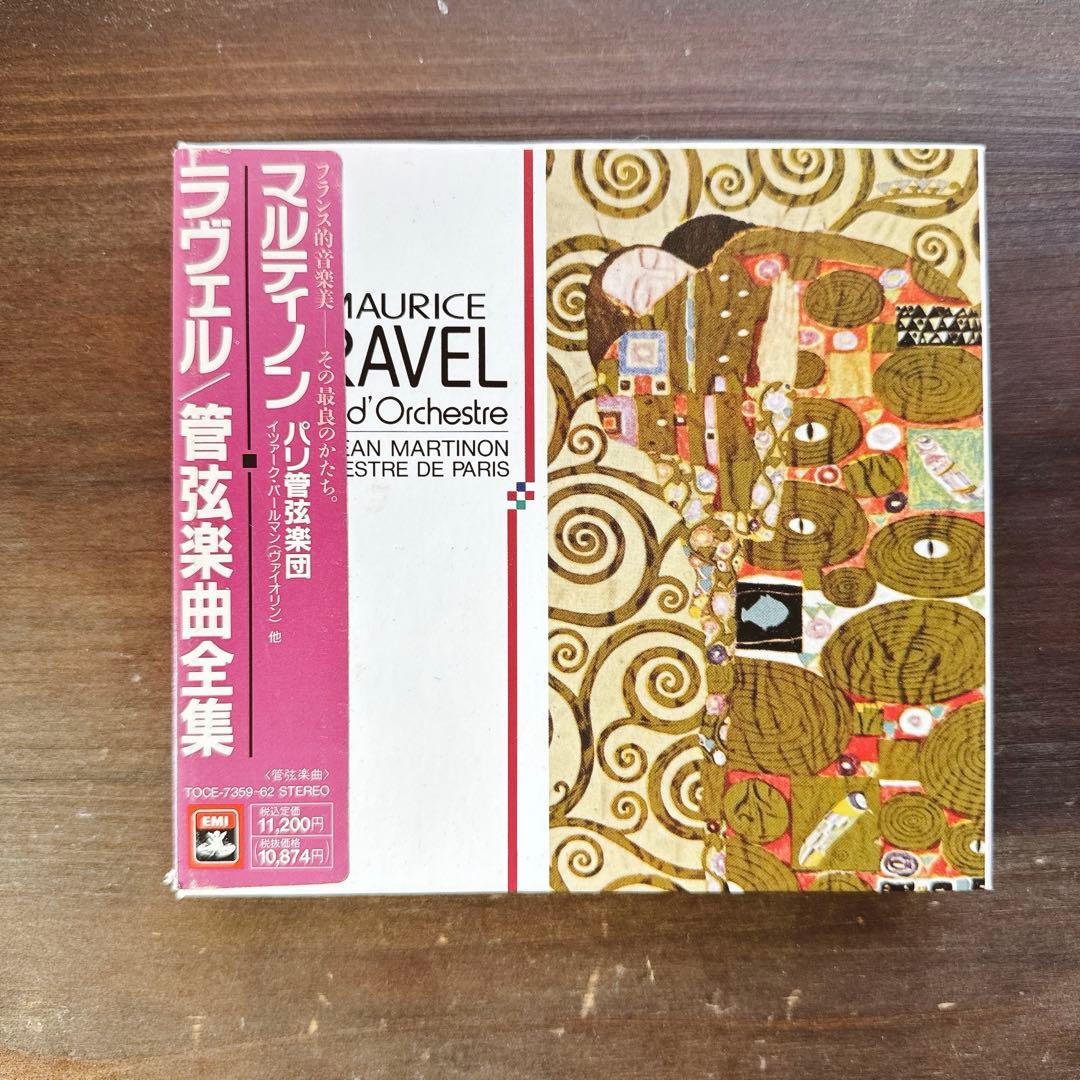 フランス的音楽美——その最良のかたち。
マルティノン パリ管弦楽団
イツァーク・パールマン(ヴァイオリン) 他
ラヴェル/管弦楽曲全集
〈管弦楽曲〉
TOCE-7359~62 STEREO
EMI
税込定価
11,200円
(税抜価格
10,874円)
MAURICE
RAVEL
d'Orchestre
EAN MARTINON
ESTRE DE PARIS